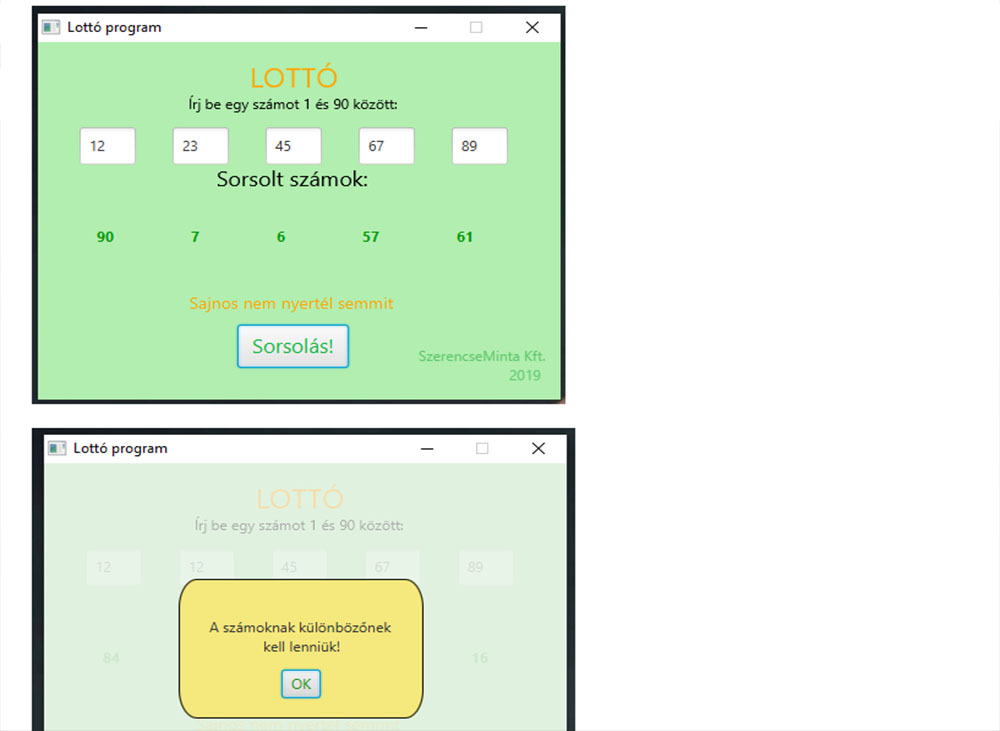 Lottó program
LOTTÓ
Írj be egy számot 1 és 90 között:
12 23 45 67 89
Sorsolt számok:
90 7 6 57 61
Sajnos nem nyertél semmit
Sorsolás!
SzerencseMinta Kft.
2019
Lottó program
LOTTÓ
Írj be egy számot 1 és 90 között:
12 12 45 67 89
A számoknak különbözőnek
kell lenniük!
84 16
OK